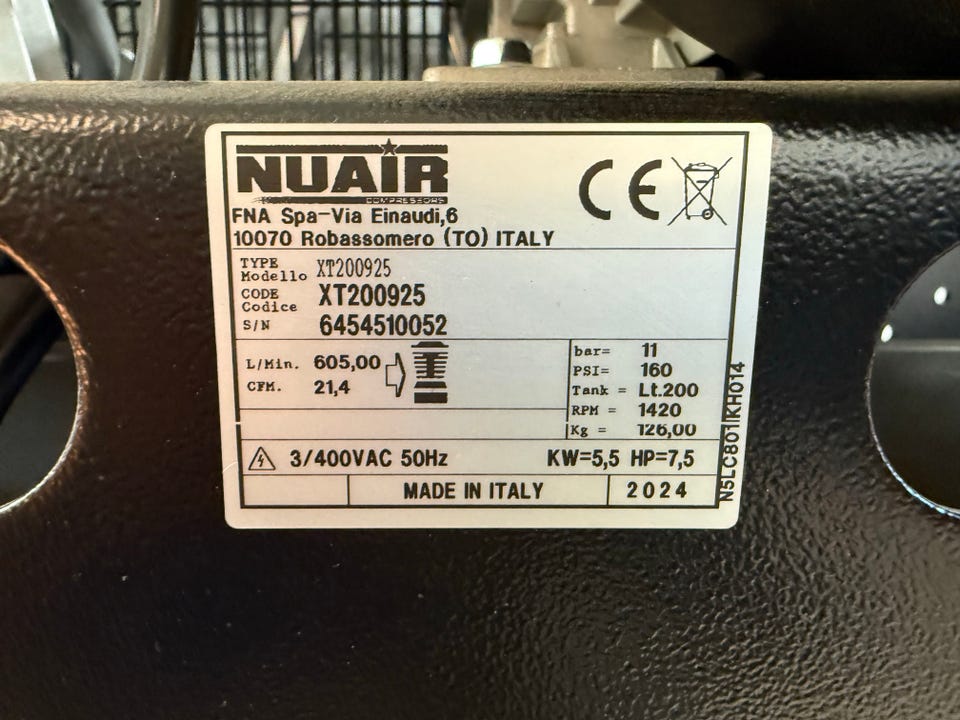 NUAIR
COMPRESSORS
CE
FNA Spa-Via Einaudi,6
10070 Robassomero (TO) ITALY
TYPE
Modello XT200925
CODE
Codice XT200925
S/N 6454510052
L/Min. 605,00
CFM. 21,4
bar= 11
PSI= 160
Tank = Lt.200
RPM = 1420
Kg = 126,00
3/400VAC 50Hz KW=5,5 HP=7,5
MADE IN ITALY 2024
N5LC801IKH014